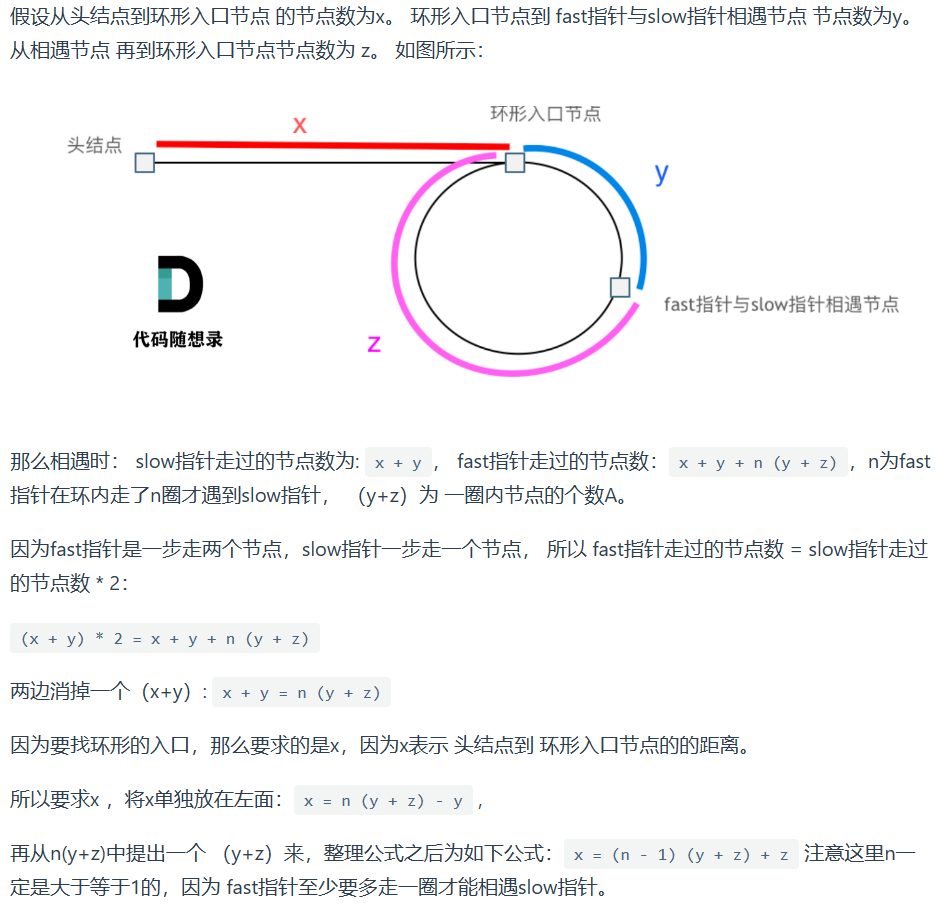 假设从头结点到环形入口节点 的节点数为x。 环形入口节点到 fast指针与slow指针相遇节点 节点数为y。
从相遇节点 再到环形入口节点节点数为 z。 如图所示：
环形入口节点
x
头结点
y
fast指针与slow指针相遇节点
代码随想录
z
那么相遇时： slow指针走过的节点数为: x + y， fast指针走过的节点数： x + y + n (y + z)，n为fast
指针在环内走了n圈才遇到slow指针， （y+z）为 一圈内节点的个数A。
因为fast指针是一步走两个节点，slow指针一步走一个节点， 所以 fast指针走过的节点数 = slow指针走过
的节点数 * 2：
(x + y) * 2 = x + y + n (y + z)
两边消掉一个（x+y）: x + y = n (y + z)
因为要找环形的入口，那么要求的是x，因为x表示 头结点到 环形入口节点的的距离。
所以要求x ，将x单独放在左面： x = n (y + z) - y ,
再从n(y+z)中提出一个 （y+z）来，整理公式之后为如下公式： x = (n - 1) (y + z) + z 注意这里n一
定是大于等于1的，因为 fast指针至少要多走一圈才能相遇slow指针。